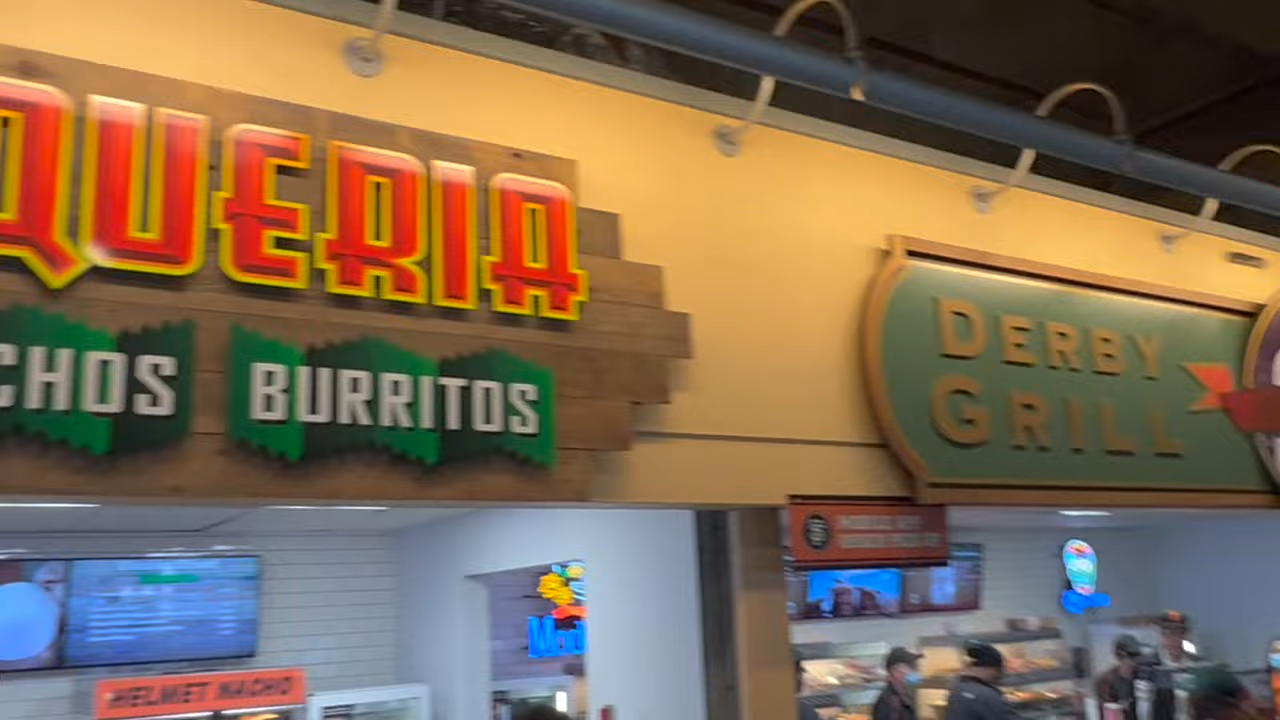 QUERIA
CHOS BURRITOS
DERBY
GRILL
HELMET NACHO